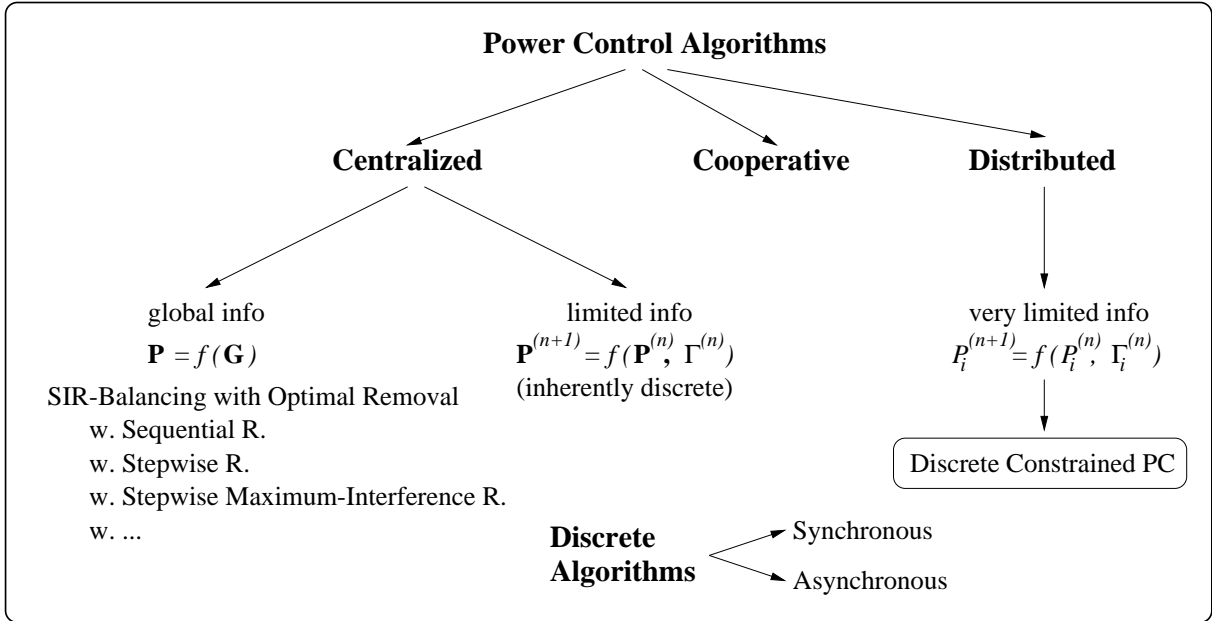 Power Control Algorithms
Centralized
Cooperative
Distributed
global info
limited info
very limited info
P = f(G)
P^(n+1) = f(P^(n), Γ^(n))
P_i^(n+1) = f(P_i^(n), Γ_i^(n))
(inherently discrete)
SIR-Balancing with Optimal Removal
w. Sequential R.
w. Stepwise R.
w. Stepwise Maximum-Interference R.
w. ...
Discrete Constrained PC
Discrete
Algorithms
Synchronous
Asynchronous